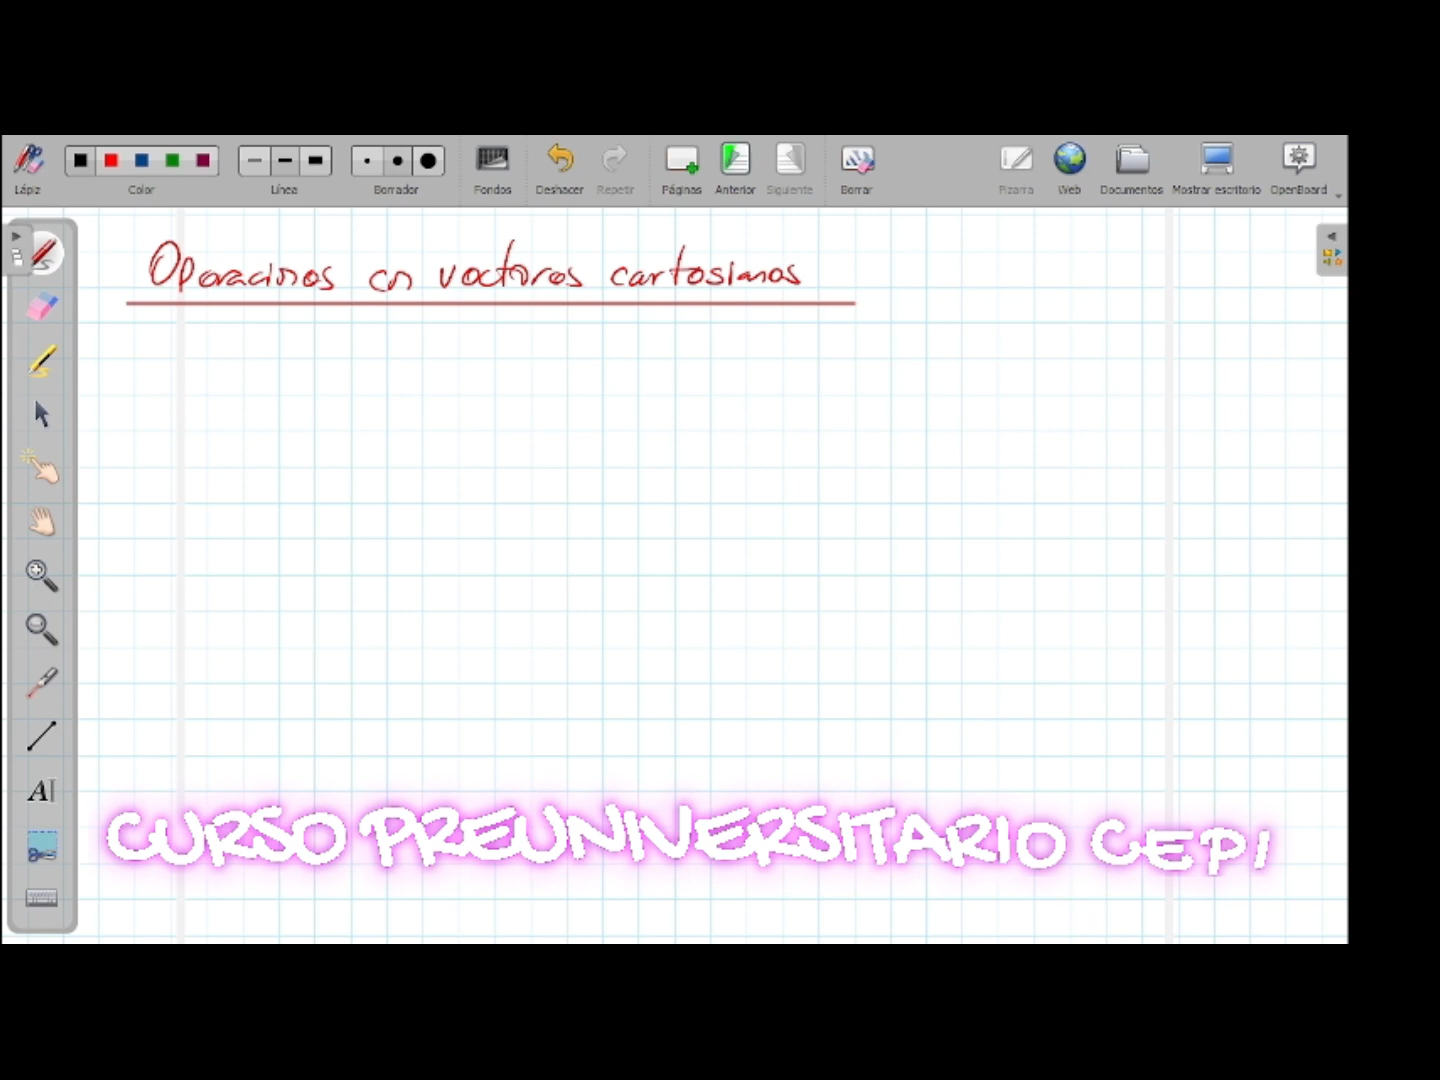 Lápiz Color Línea Borrador Fondos Deshacer Repetir Páginas Anterior Siguiente Borrar Pizarra Web Documentos Mostrar escritorio OpenBoard
Operaciones en vectores cartesianos
A
CURSO PREUNIVERSITARIO CEPI